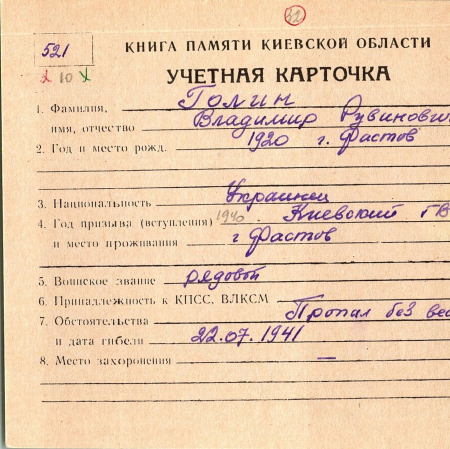 32
521
КНИГА ПАМЯТИ КИЕВСКОЙ ОБЛАСТИ
10
УЧЕТНАЯ КАРТОЧКА
1. Фамилия, Голин
имя, отчество Владимир Рувинович
2. Год и место рожд. 1920 г. Фастов
3. Национальность Украинец
4. Год призыва (вступления) 1940. Киевский ГВ
и место проживания г Фастов
5. Воинское звание рядовой
6. Принадлежность к КПСС, ВЛКСМ
7. Обстоятельства Пропал без вес
и дата гибели 22.07.1941
8. Место захоронения —